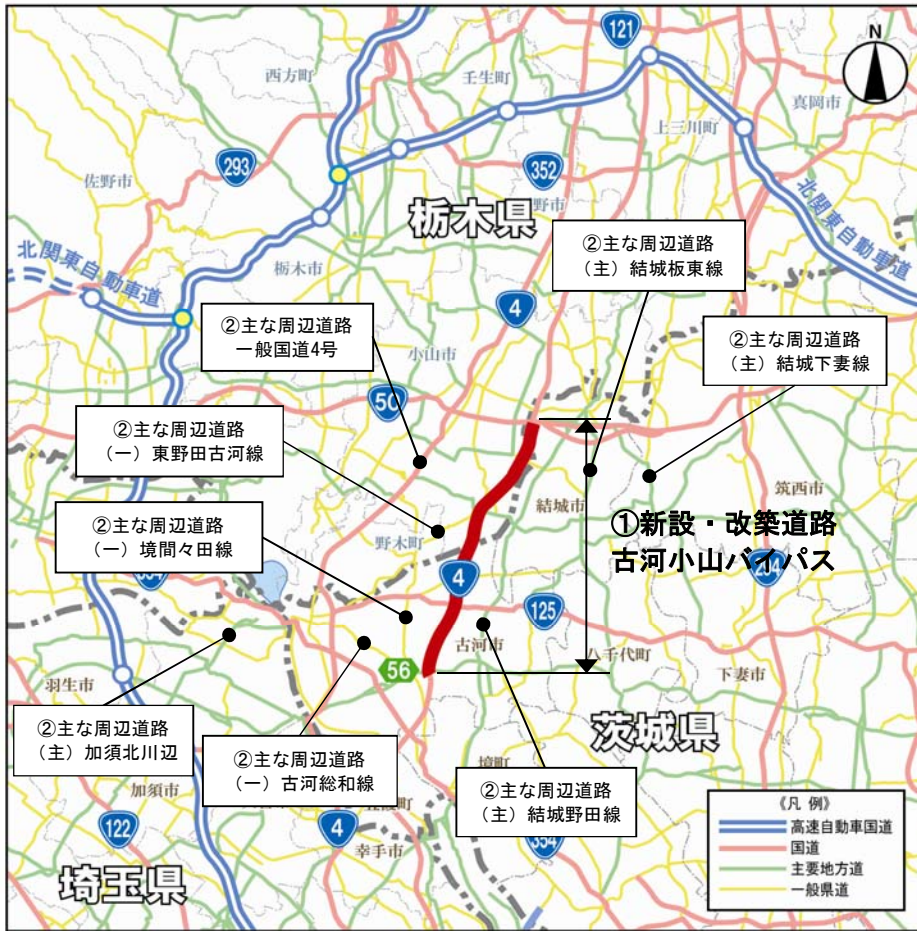 121
N
西方町
壬生町
真岡市
上三川町
293
352
佐野市
栃木県
野市
北関東自動車道
北関東自動車道
栃木市
②主な周辺道路
（主）結城板東線
4
②主な周辺道路
一般国道4号
小山市
②主な周辺道路
（主）結城下妻線
50
②主な周辺道路
（一）東野田古河線
結城市
筑西市
①新設・改築道路
古河小山バイパス
②主な周辺道路
（一）境間々田線
野木町
4
125
古河市
八千代町
下妻市
56
羽生市
②主な周辺道路
（主）加須北川辺
②主な周辺道路
（一）古河総和線
茨城県
境町
②主な周辺道路
（主）結城野田線
加須市
122
4
幸手市
354
埼玉県
《凡 例》
高速自動車国道
国道
主要地方道
一般県道